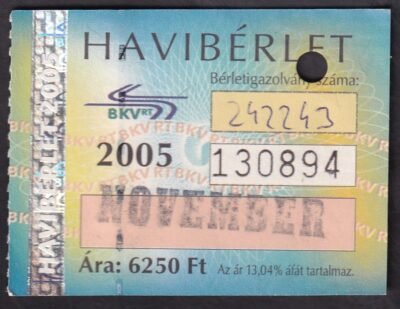 HAVIBÉRLET
Bérletigazolvány száma:
242243
BKV RT
2005
130894
NOVEMBER
Ára: 6250 Ft
Az ár 13,04% áfát tartalmaz.
HAVIBÉRLET 2005